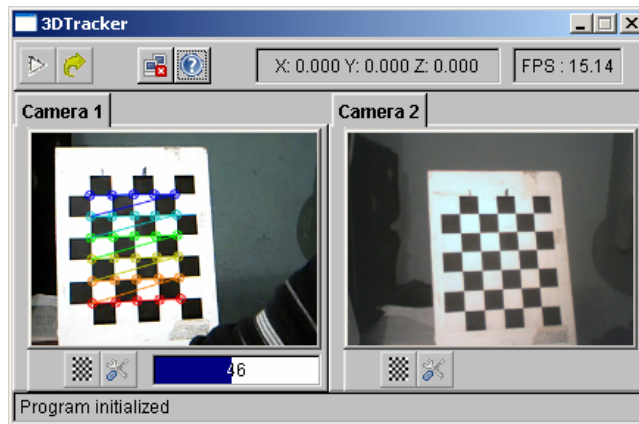 3DTracker
X: 0.000 Y: 0.000 Z: 0.000
FPS : 15.14
Camera 1
Camera 2
46
Program initialized